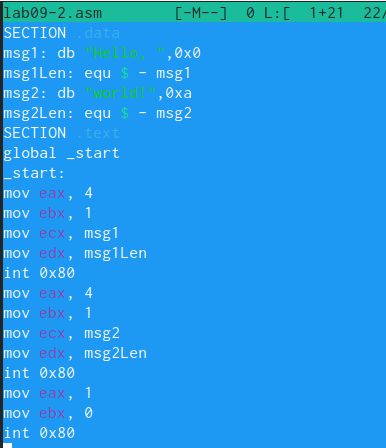 lab09-2.asm [-M--] 0 L:[ 1+21 22/
SECTION .data
msg1: db "Hello, ",0x0
msg1Len: equ $ - msg1
msg2: db "world!",0xa
msg2Len: equ $ - msg2
SECTION .text
global _start
_start:
mov eax, 4
mov ebx, 1
mov ecx, msg1
mov edx, msg1Len
int 0x80
mov eax, 4
mov ebx, 1
mov ecx, msg2
mov edx, msg2Len
int 0x80
mov eax, 1
mov ebx, 0
int 0x80